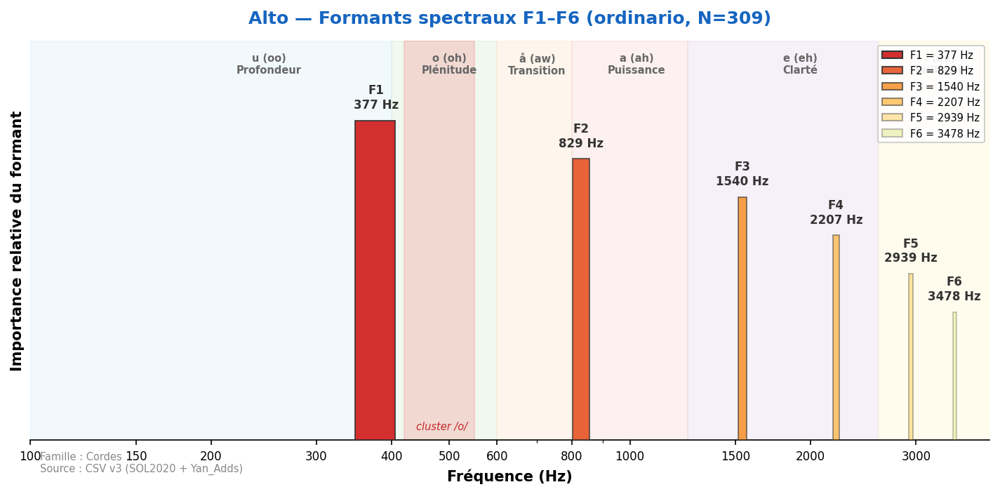 Alto — Formants spectraux F1–F6 (ordinario, N=309)
u (oo)
Profondeur
o (oh)
Plénitude
å (aw)
Transition
a (ah)
Puissance
e (eh)
Clarté
F1 = 377 Hz
F2 = 829 Hz
F3 = 1540 Hz
F4 = 2207 Hz
F5 = 2939 Hz
F6 = 3478 Hz
F1
377 Hz
F2
829 Hz
F3
1540 Hz
F4
2207 Hz
F5
2939 Hz
F6
3478 Hz
cluster /o/
Importance relative du formant
100 150 200 300 400 500 600 800 1000 1500 2000 3000
Famille : Cordes
Source : CSV v3 (SOL2020 + Yan_Adds)
Fréquence (Hz)